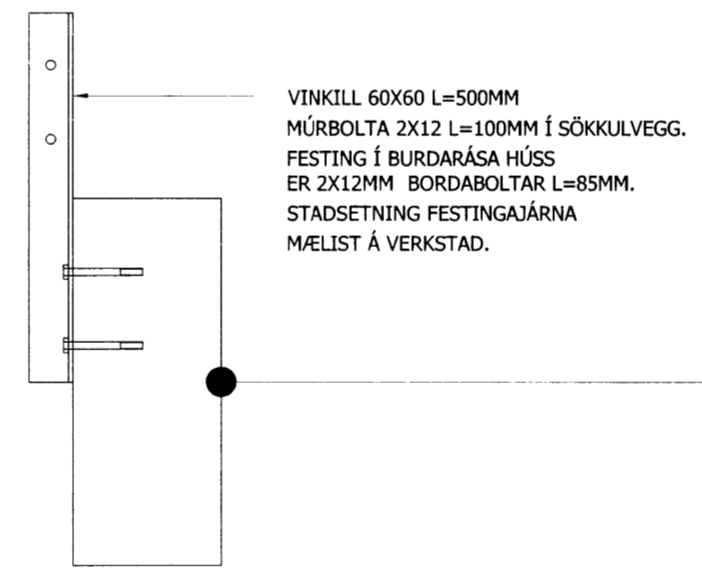 VINKILL 60X60 L=500MM
MÚRBOLTA 2X12 L=100MM Í SÖKKULVEGG.
FESTING Í BURDARÁSA HÚSS
ER 2X12MM BORDABOLTAR L=85MM.
STADSETNING FESTINGAJÁRNA
MÆLIST Á VERKSTAD.